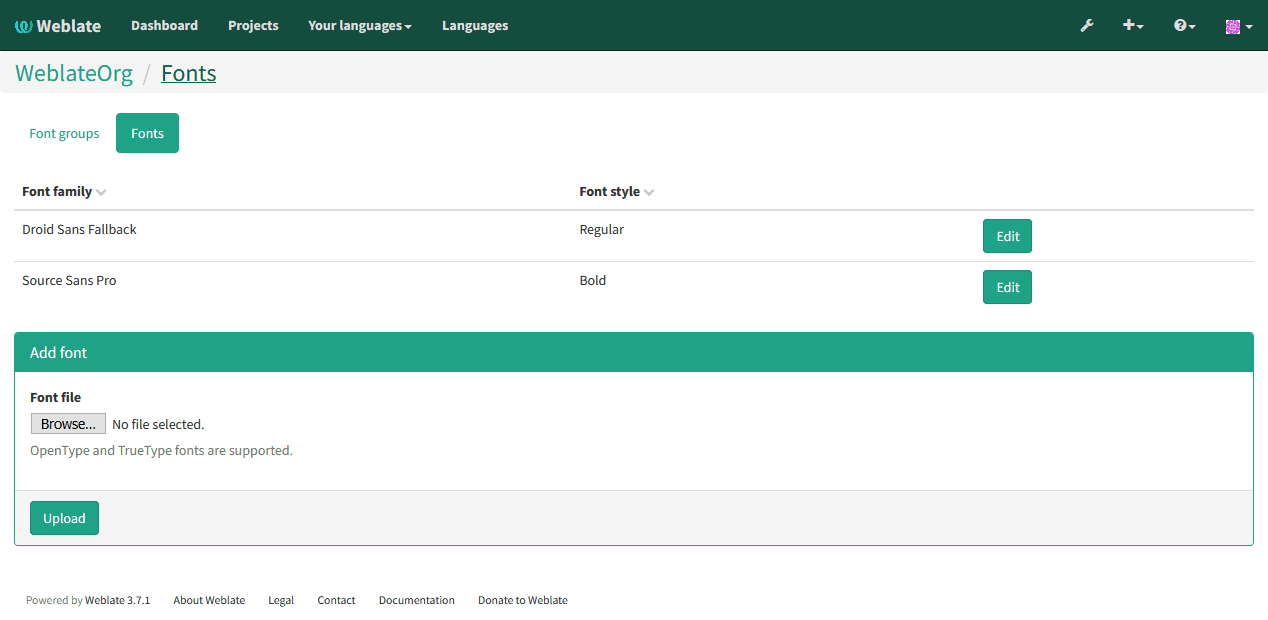 Weblate Dashboard Projects Your languages Languages
WeblateOrg / Fonts
Font groups Fonts
Font family Font style
Droid Sans Fallback Regular Edit
Source Sans Pro Bold Edit
Add font
Font file
Browse... No file selected.
OpenType and TrueType fonts are supported.
Upload
Powered by Weblate 3.7.1 About Weblate Legal Contact Documentation Donate to Weblate